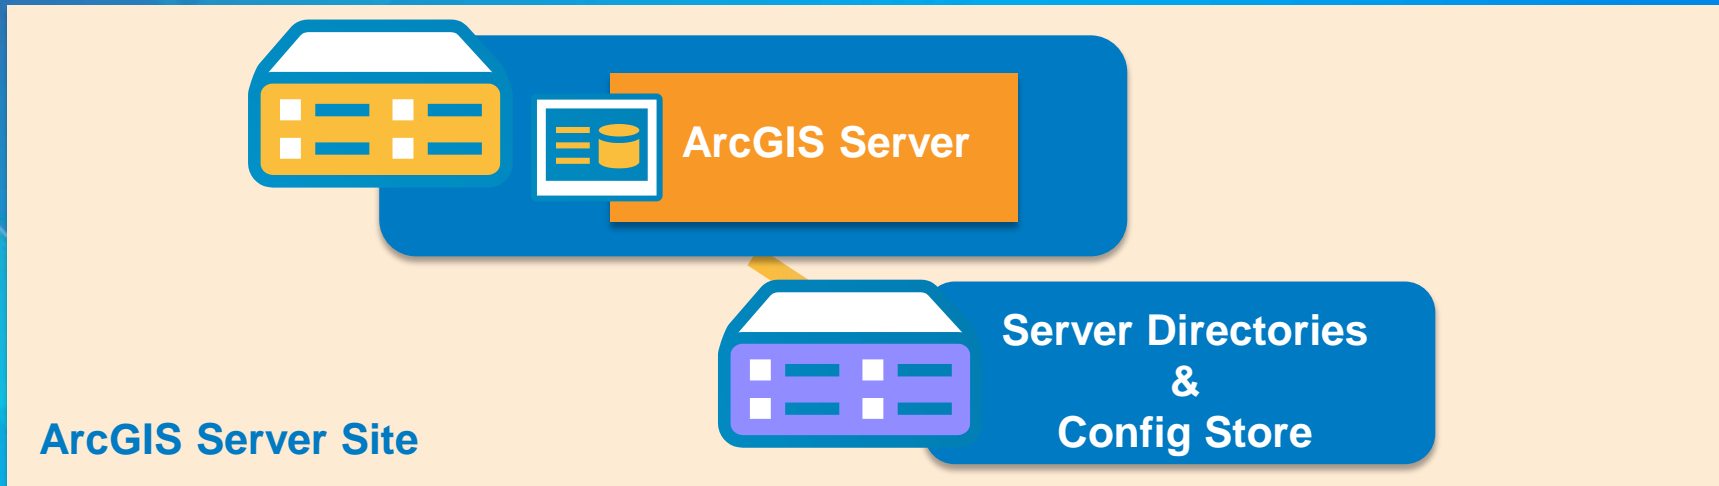 ArcGIS Server
Server Directories
&
Config Store
ArcGIS Server Site